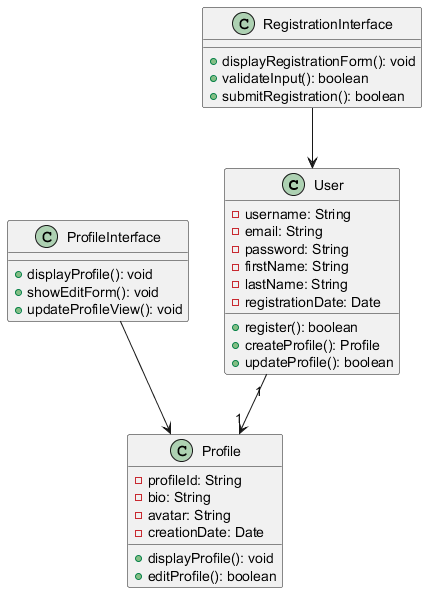 C RegistrationInterface
displayRegistrationForm(): void
validateInput(): boolean
submitRegistration(): boolean
C User
username: String
email: String
password: String
firstName: String
lastName: String
registrationDate: Date
register(): boolean
createProfile(): Profile
updateProfile(): boolean
C ProfileInterface
displayProfile(): void
showEditForm(): void
updateProfileView(): void
1
1
C Profile
profileId: String
bio: String
avatar: String
creationDate: Date
displayProfile(): void
editProfile(): boolean